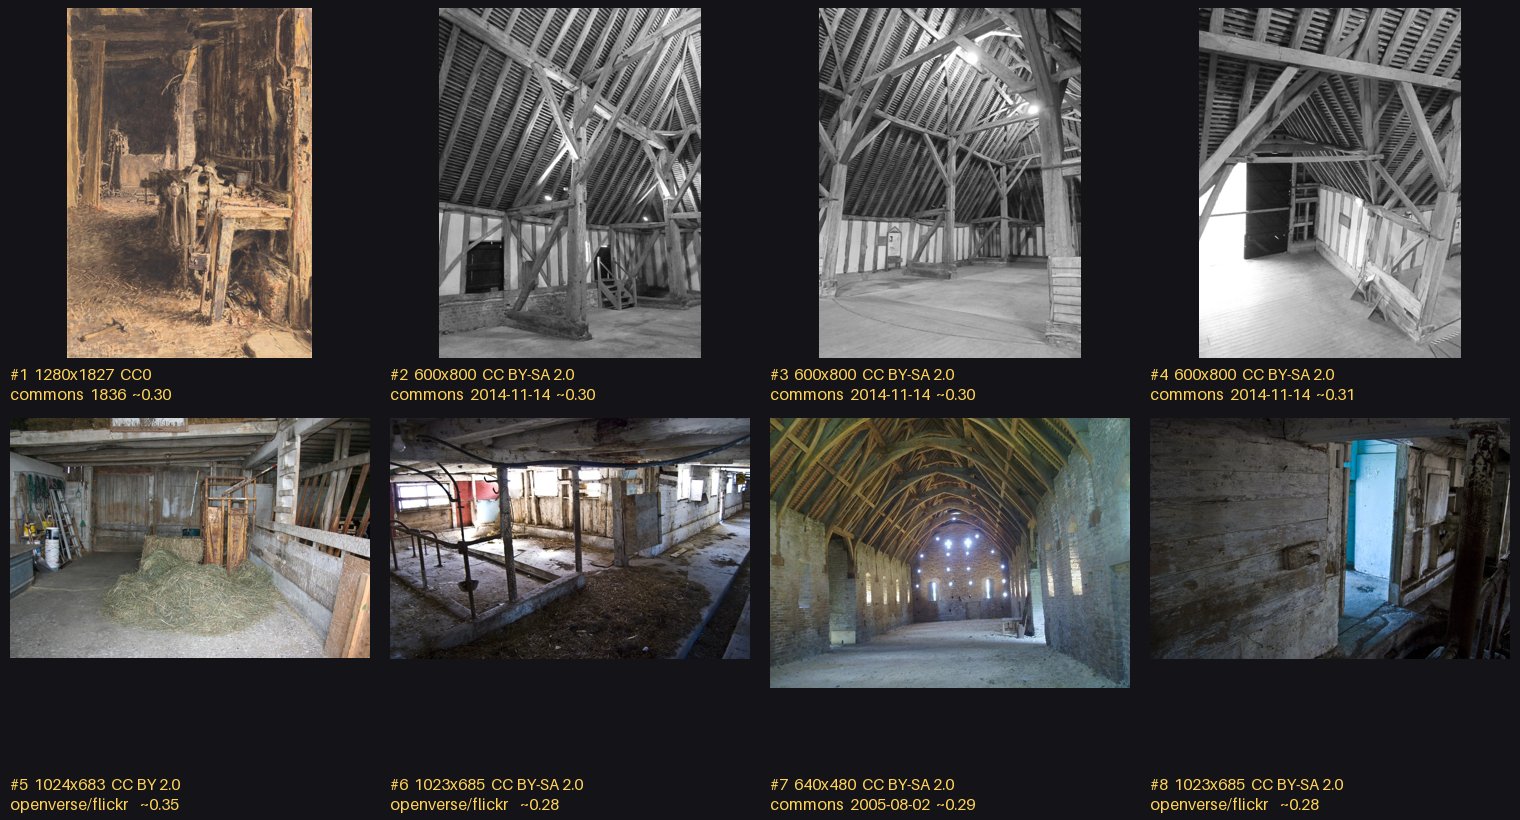 #1 1280x1827 CC0
commons 1836 ~0.30
#2 600x800 CC BY-SA 2.0
commons 2014-11-14 ~0.30
#3 600x800 CC BY-SA 2.0
commons 2014-11-14 ~0.30
#4 600x800 CC BY-SA 2.0
commons 2014-11-14 ~0.31
#5 1024x683 CC BY 2.0
openverse/flickr ~0.35
#6 1023x685 CC BY-SA 2.0
openverse/flickr ~0.28
#7 640x480 CC BY-SA 2.0
commons 2005-08-02 ~0.29
#8 1023x685 CC BY-SA 2.0
openverse/flickr ~0.28